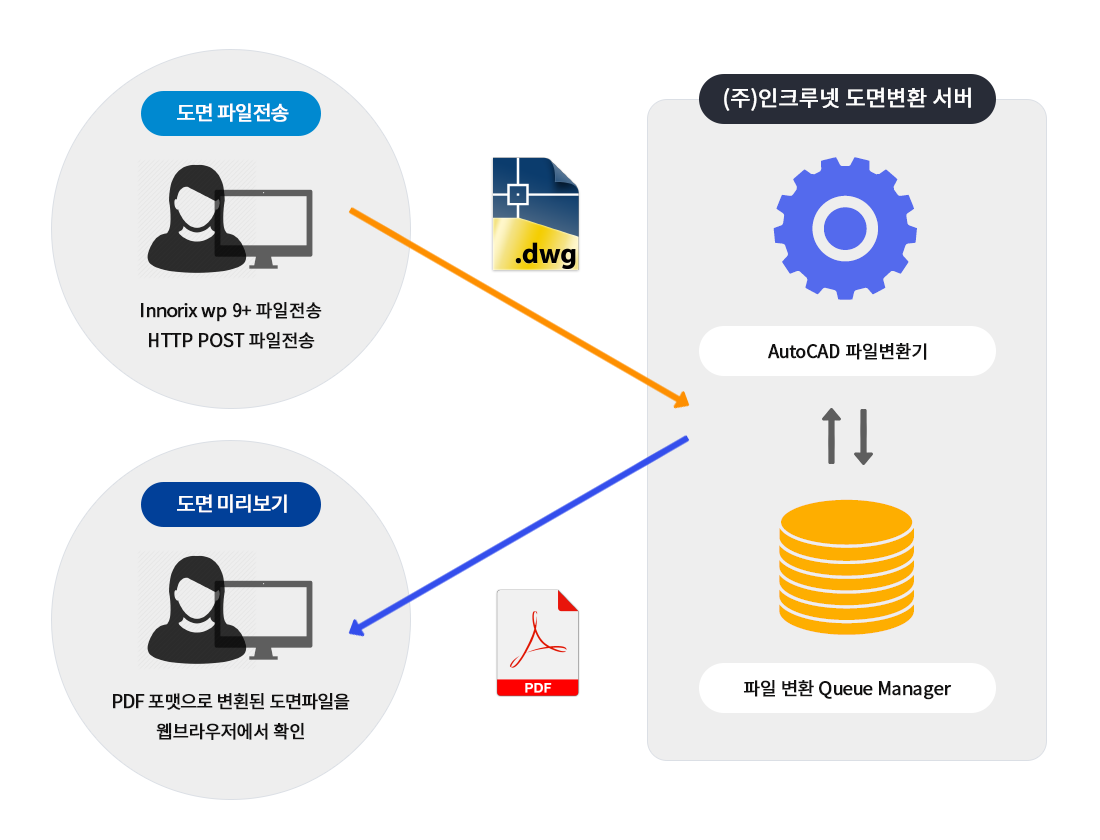 도면 파일전송
Innorix wp 9+ 파일전송
HTTP POST 파일전송
.dwg
(주)인크루넷 도면변환 서버
AutoCAD 파일변환기
파일 변환 Queue Manager
도면 미리보기
PDF 포맷으로 변횐된 도면파일을
웹브라우저에서 확인
PDF